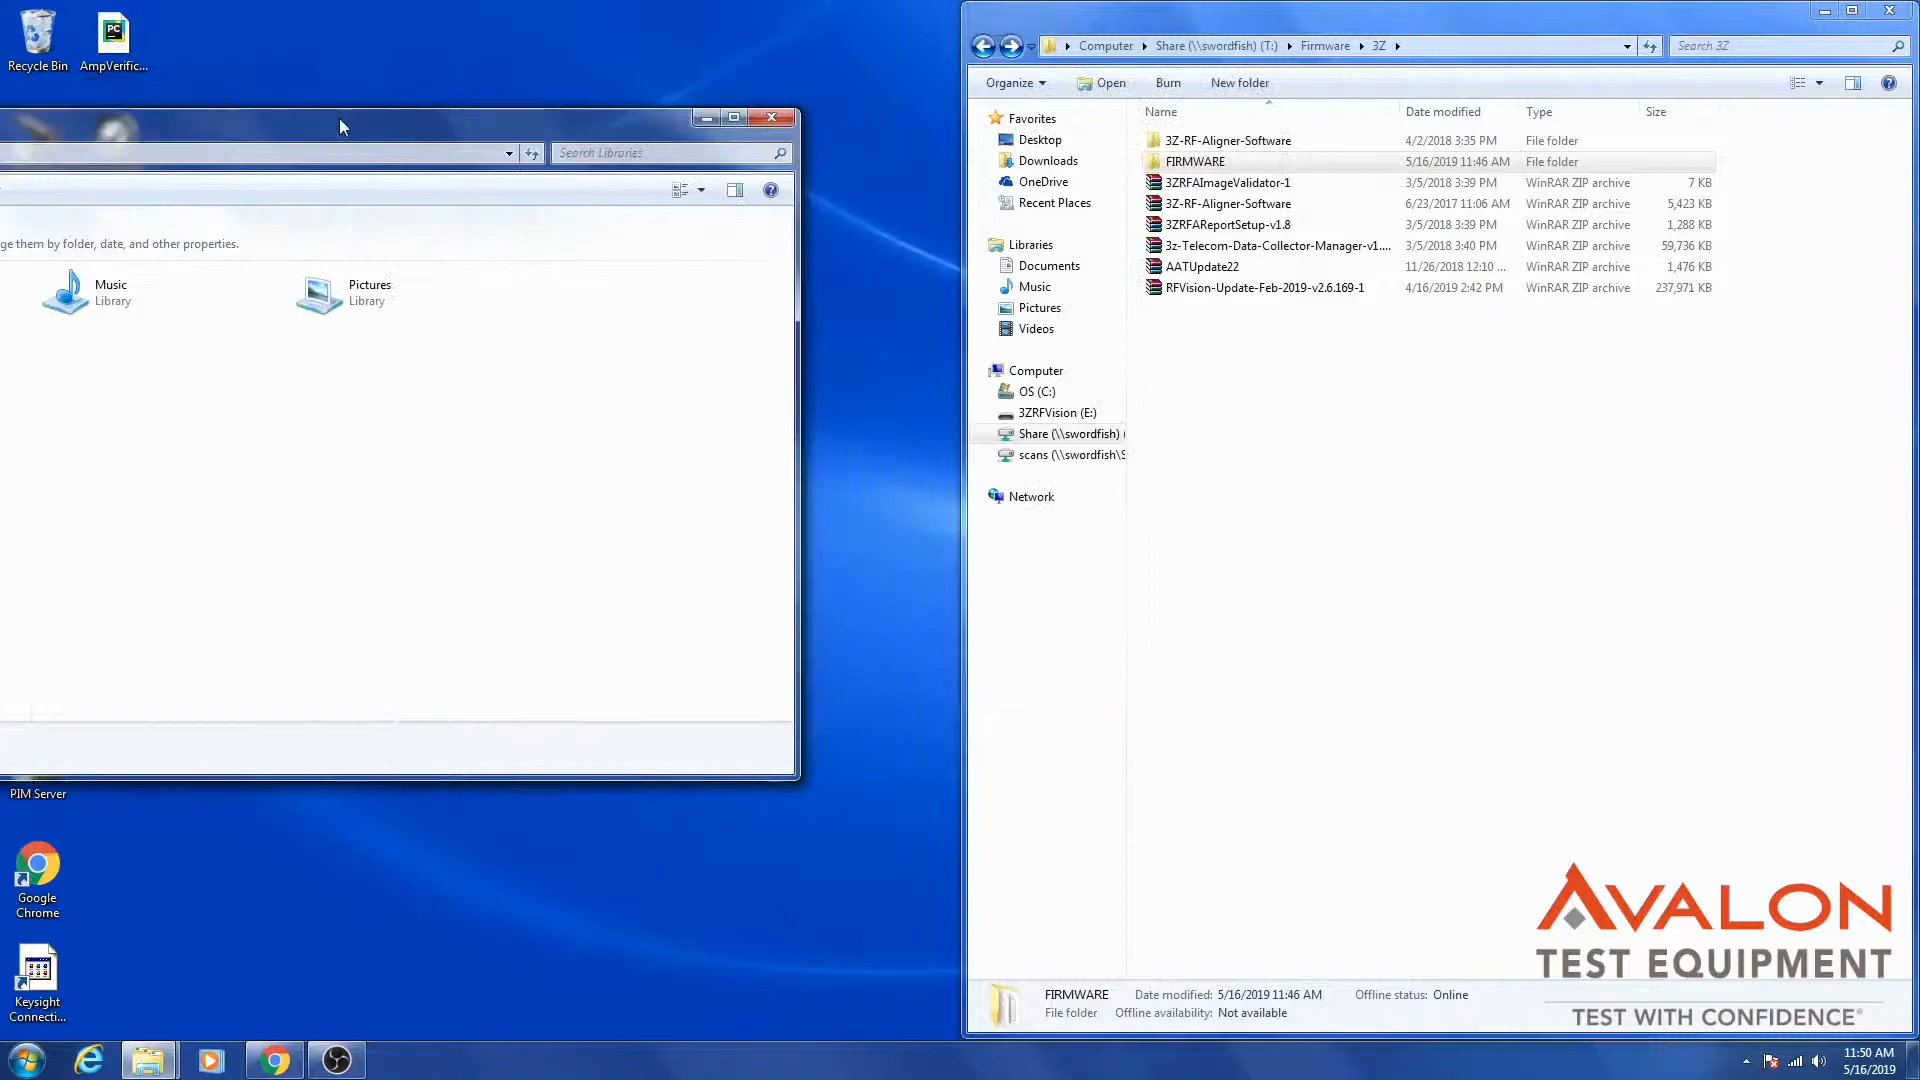 Recycle Bin
AmpVerific...
Search Libraries
ge them by folder, date, and other properties.
Music
Library
Pictures
Library
PIM Server
Google
Chrome
Keysight
Connecti...
Computer
Share (\\swordfish) (T:)
Firmware
3Z
Search 3Z
Organize
Open
Burn
New folder
Favorites
Desktop
Downloads
OneDrive
Recent Places
Libraries
Documents
Music
Pictures
Videos
Computer
OS (C:)
3ZRFVision (E:)
Share (\\swordfish) (
scans (\\swordfish\S
Network
Name Date modified Type Size
3Z-RF-Aligner-Software 4/2/2018 3:35 PM File folder
FIRMWARE 5/16/2019 11:46 AM File folder
3ZRFAImageValidator-1 3/5/2018 3:39 PM WinRAR ZIP archive 7 KB
3Z-RF-Aligner-Software 6/23/2017 11:06 AM WinRAR ZIP archive 5,423 KB
3ZRFAReportSetup-v1.8 3/5/2018 3:39 PM WinRAR ZIP archive 1,288 KB
3z-Telecom-Data-Collector-Manager-v1.... 3/5/2018 3:40 PM WinRAR ZIP archive 59,736 KB
AATUpdate22 11/26/2018 12:10 ... WinRAR ZIP archive 1,476 KB
RFVision-Update-Feb-2019-v2.6.169-1 4/16/2019 2:42 PM WinRAR ZIP archive 237,971 KB
AVALON
TEST EQUIPMENT
TEST WITH CONFIDENCE®
FIRMWARE Date modified: 5/16/2019 11:46 AM Offline status: Online
File folder Offline availability: Not available
11:50 AM
5/16/2019